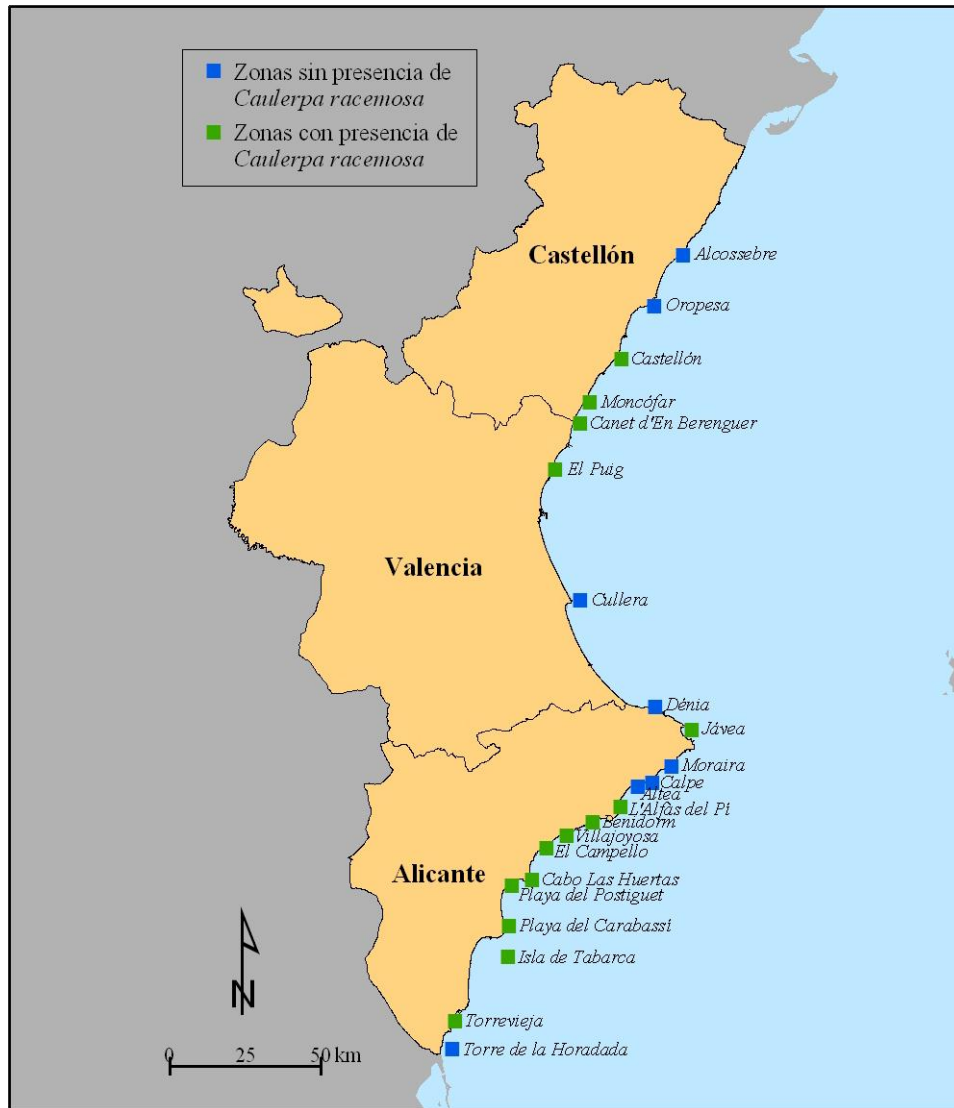 Zonas sin presencia de
Caulerpa racemosa
Zonas con presencia de
Caulerpa racemosa
Castellón
Alcossebre
Oropesa
Castellón
Moncófar
Canet d'En Berenguer
El Puig
Valencia
Cullera
Dénia
Jávea
Moraira
Calpe
Altea
L'Alfàs del Pí
Benidorm
Villajoyosa
El Campello
Alicante
Cabo Las Huertas
Playa del Postiguet
Playa del Carabassí
Isla de Tabarca
N
Torrevieja
Torre de la Horadada
0 25 50 km